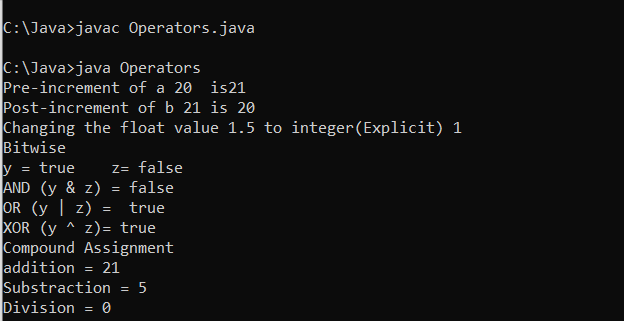 C:\Java>javac Operators.java
C:\Java>java Operators
Pre-increment of a 20  is21
Post-increment of b 21 is 20
Changing the float value 1.5 to integer(Explicit) 1
Bitwise
y = true    z= false
AND (y & z) = false
OR (y | z) =  true
XOR (y ^ z)= true
Compound Assignment
addition = 21
Substraction = 5
Division = 0